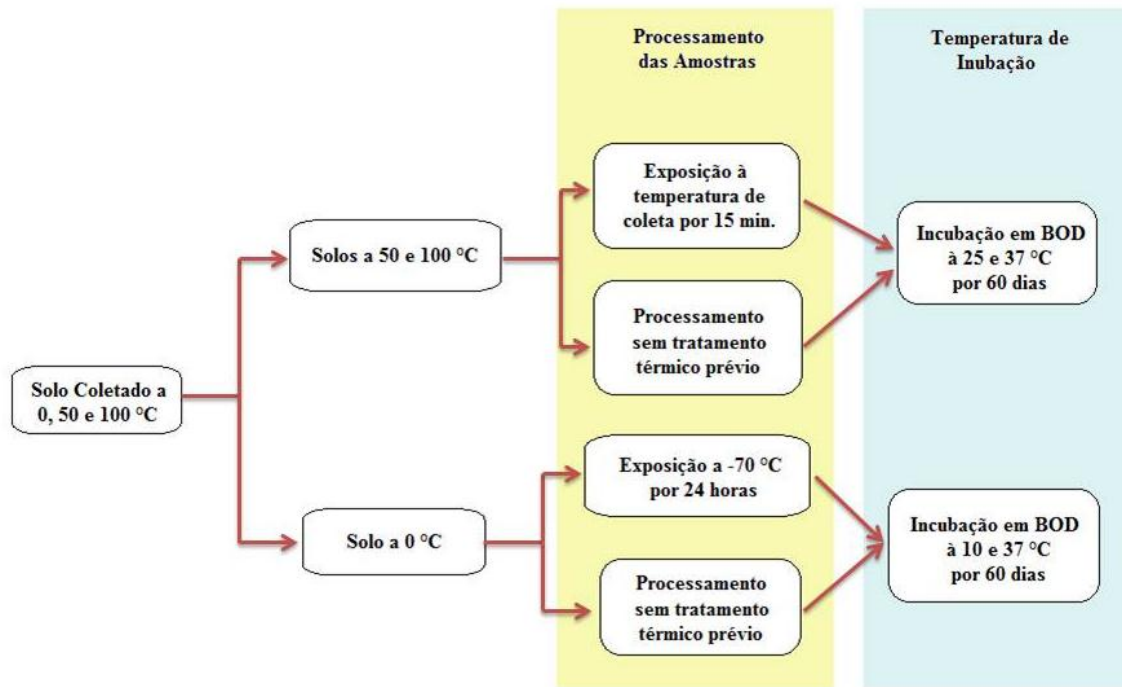 Processamento
das Amostras
Temperatura de
Inubação
Exposição à
temperatura de
coleta por 15 min.
Solos a 50 e 100 °C
Incubação em BOD
à 25 e 37 °C
por 60 dias
Processamento
sem tratamento
térmico prévio
Solo Coletado a
0, 50 e 100 °C
Exposição a -70 °C
por 24 horas
Solo a 0 °C
Incubação em BOD
à 10 e 37 °C
por 60 dias
Processamento
sem tratamento
térmico prévio